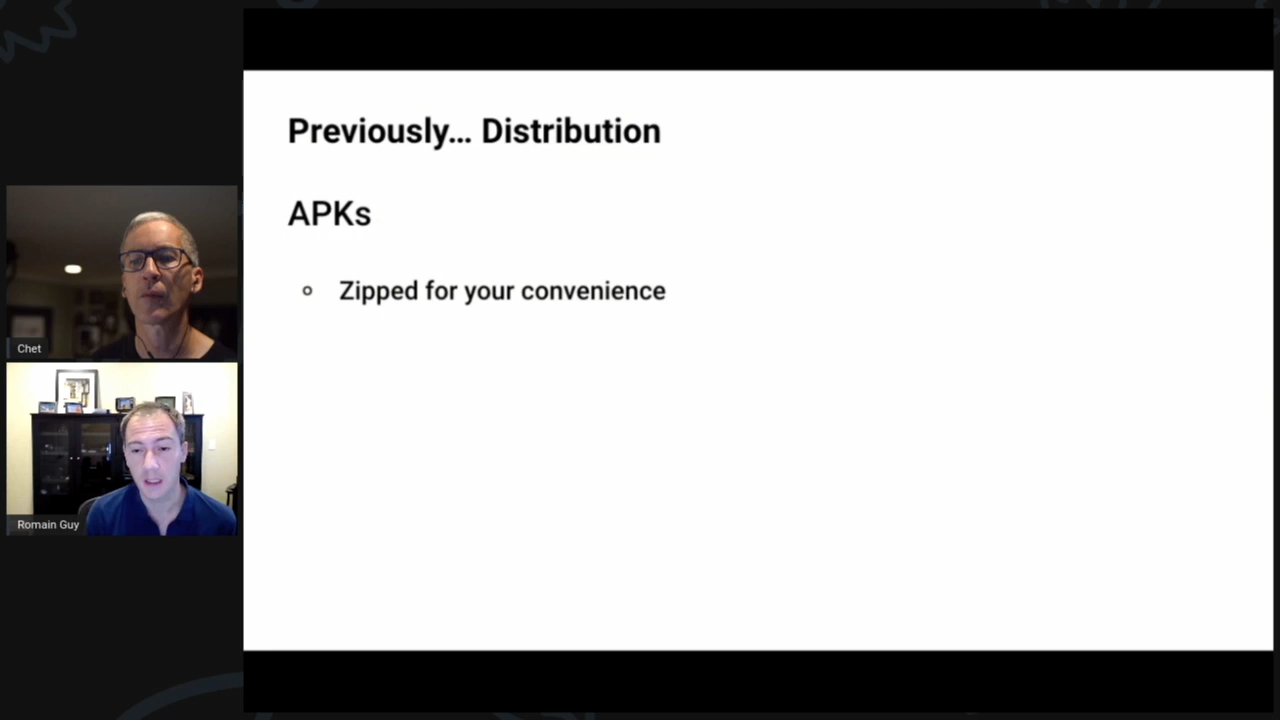 Previously... Distribution
APKs
Zipped for your convenience
Chet
Romain Guy